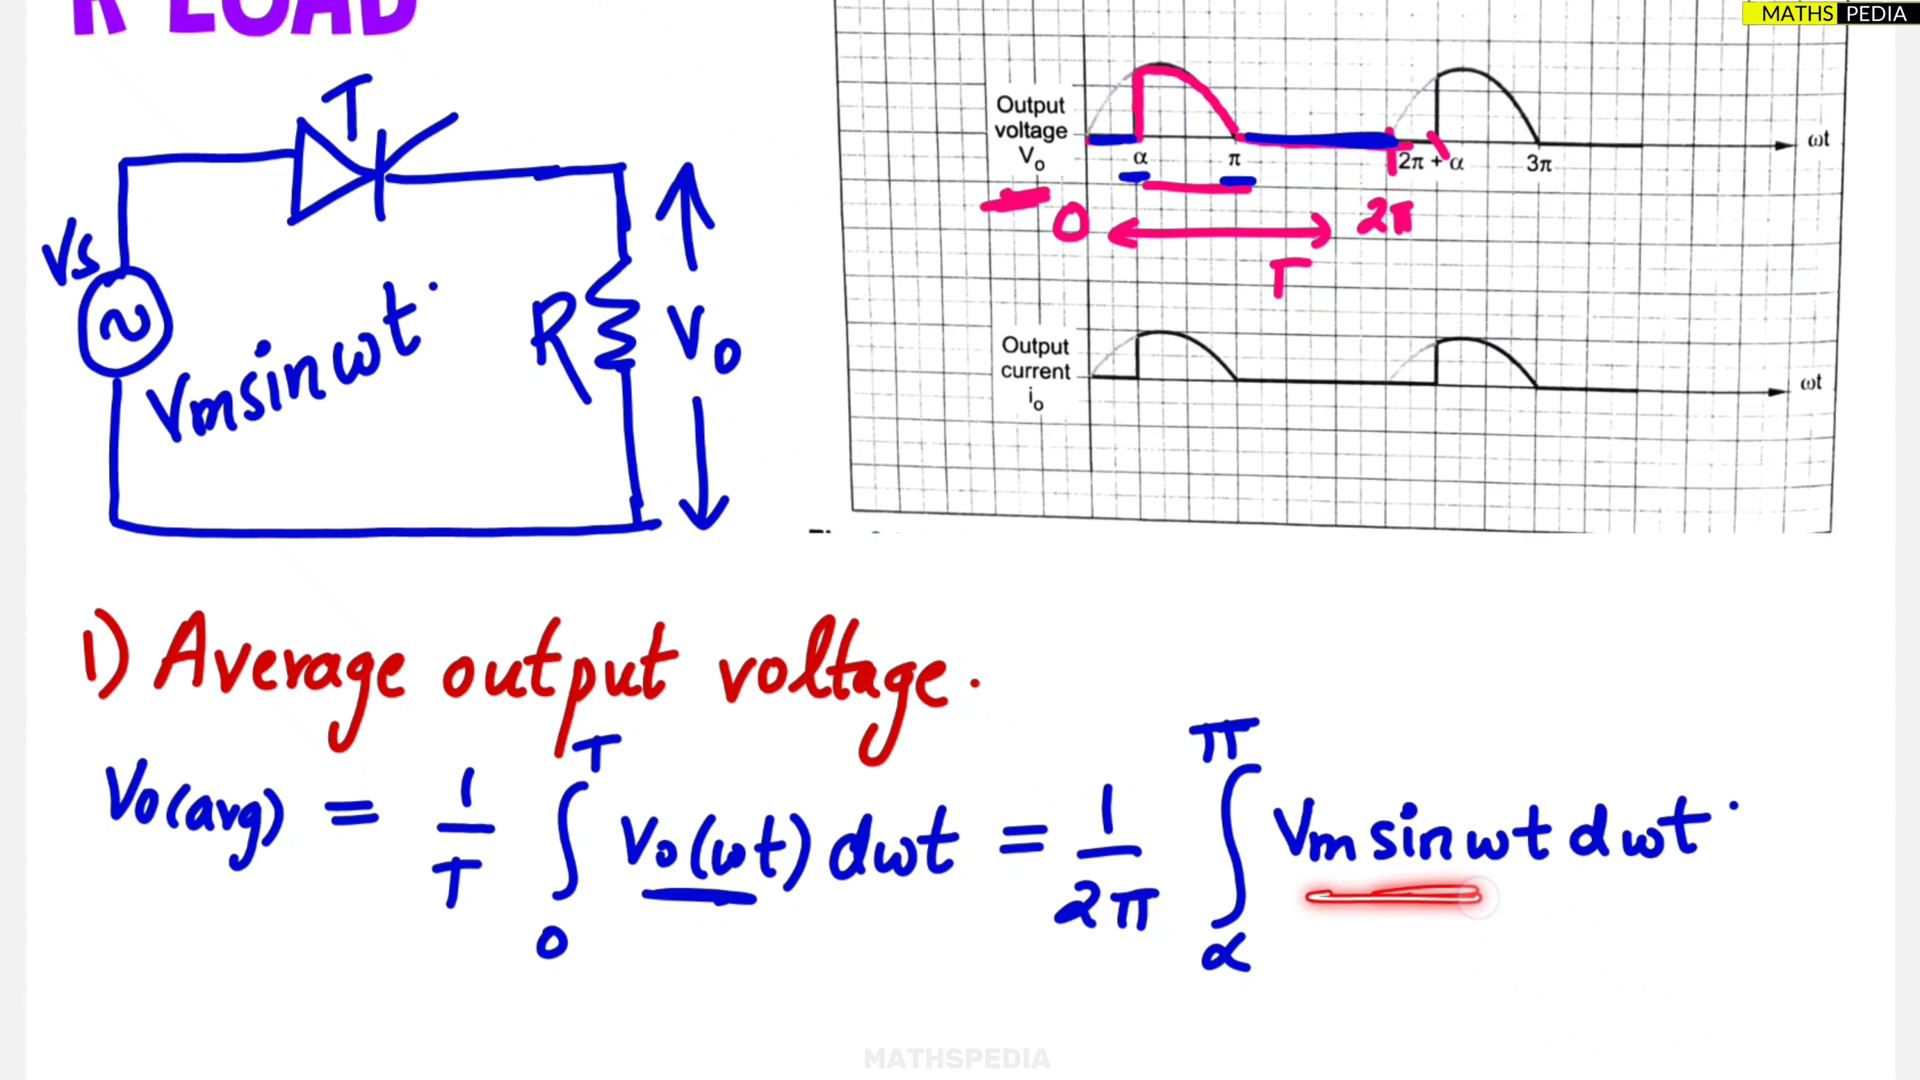 R LOAD
MATHS PEDIA
T
Vs
Vmsinωt
R
Vo
Output
voltage
Vo
α
π
2π + α
3π
ωt
0
T
2π
Output
current
io
ωt
1) Average output voltage.
Vo(avg) = 1/T ∫₀ᵀ Vo(ωt) dωt = 1/2π ∫_α^π Vm sinωt dωt
MATHSPEDIA